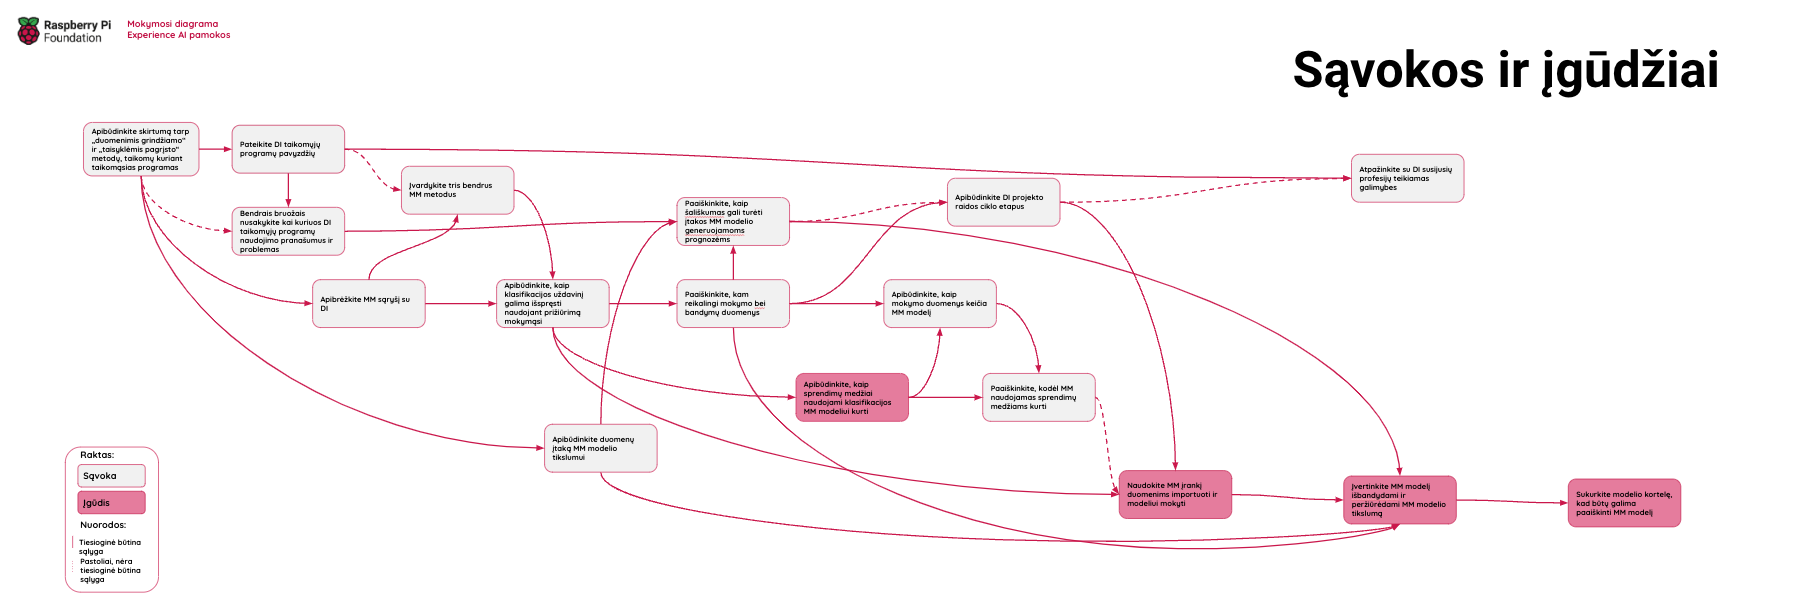 Raspberry Pi
Foundation
Mokymosi diagrama
Experience AI pamokos
Sąvokos ir įgūdžiai
Apibūdinkite skirtumą tarp
„duomenimis grindžiamo“
ir „taisyklėmis pagrįsto“
metodų, taikomų kuriant
taikomąsias programas
Pateikite DI taikomųjų
programų pavyzdžių
Bendrais bruožais
nusakykite kai kuriuos DI
taikomųjų programų
naudojimo pranašumus ir
problemas
Įvardykite tris bendrus
MM metodus
Apibrėžkite MM sąryšį su
DI
Apibūdinkite, kaip
klasifikacijos uždavinį
galima išspręsti
naudojant prižiūrimą
mokymąsi
Paaiškinkite, kaip
šališkumas gali turėti
įtakos MM modelio
generuojamoms
prognozėms
Paaiškinkite, kam
reikalingi mokymo bei
bandymų duomenys
Apibūdinkite DI projekto
raidos ciklo etapus
Apibūdinkite, kaip
mokymo duomenys keičia
MM modelį
Atpažinkite su DI susijusių
profesijų teikiamas
galimybes
Apibūdinkite, kaip
sprendimų medžiai
naudojami klasifikacijos
MM modeliui kurti
Paaiškinkite, kodėl MM
naudojamas sprendimų
medžiams kurti
Apibūdinkite duomenų
įtaką MM modelio
tikslumui
Naudokite MM įrankį
duomenims importuoti ir
modeliui mokyti
Įvertinkite MM modelį
išbandydami ir
peržiūrėdami MM modelio
tikslumą
Sukurkite modelio kortelę,
kad būtų galima
paaiškinti MM modelį
Raktas:
Sąvoka
Įgūdis
Nuorodos:
Tiesioginė būtina
sąlyga
Pastoliai, nėra
tiesioginė būtina
sąlyga